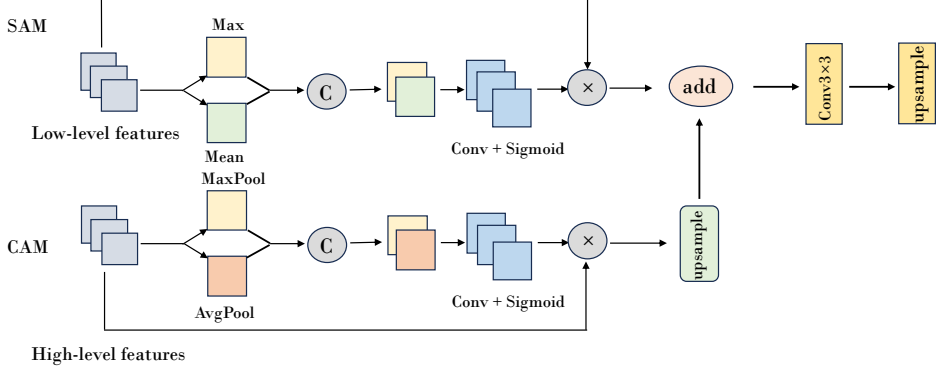 SAM
Max
C
×
add
Conv3×3
upsample
Low-level features
Mean
Conv + Sigmoid
MaxPool
CAM
C
×
upsample
AvgPool
Conv + Sigmoid
High-level features